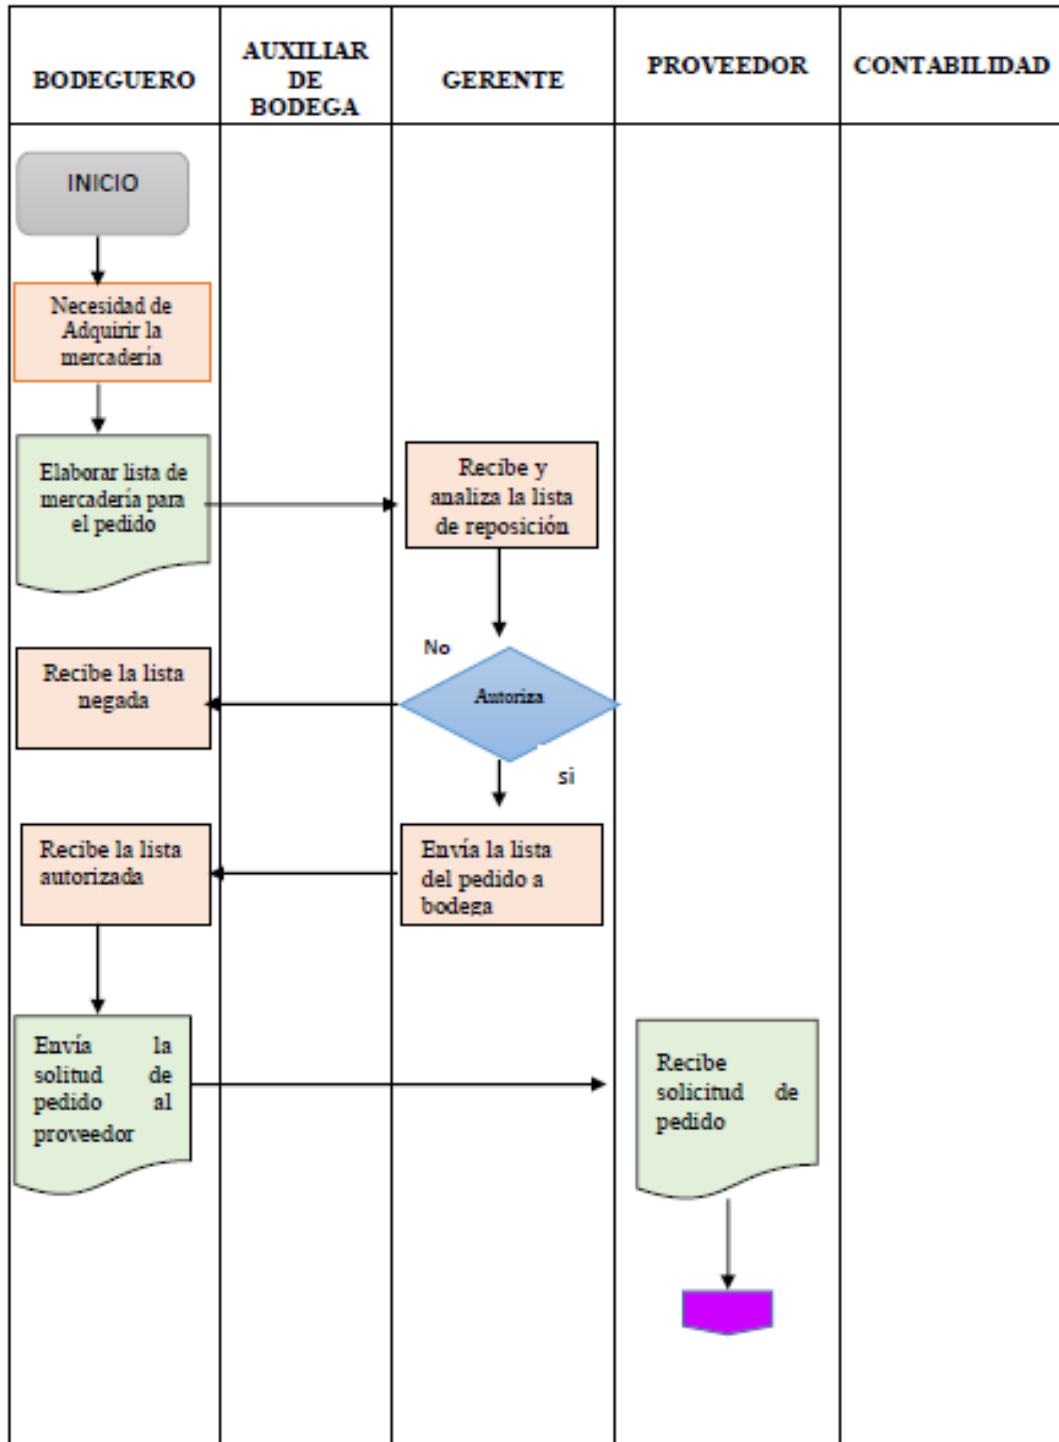 BODEGUERO
AUXILIAR
DE
BODEGA
GERENTE
PROVEEDOR
CONTABILIDAD
INICIO
Necesidad de
Adquirir la
mercadería
Elaborar lista de
mercadería para
el pedido
Recibe y
analiza la lista
de reposición
No
Autoriza
si
Recibe la lista
negada
Recibe la lista
autorizada
Envía la lista
del pedido a
bodega
Envía la
solitud de
pedido al
proveedor
Recibe
solicitud de
pedido